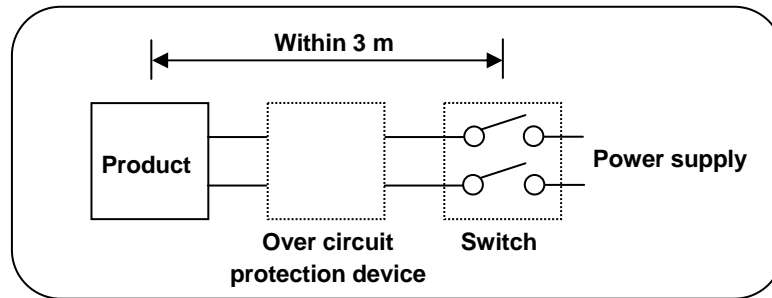 Within 3 m
Product
Power supply
Over circuit
protection device
Switch